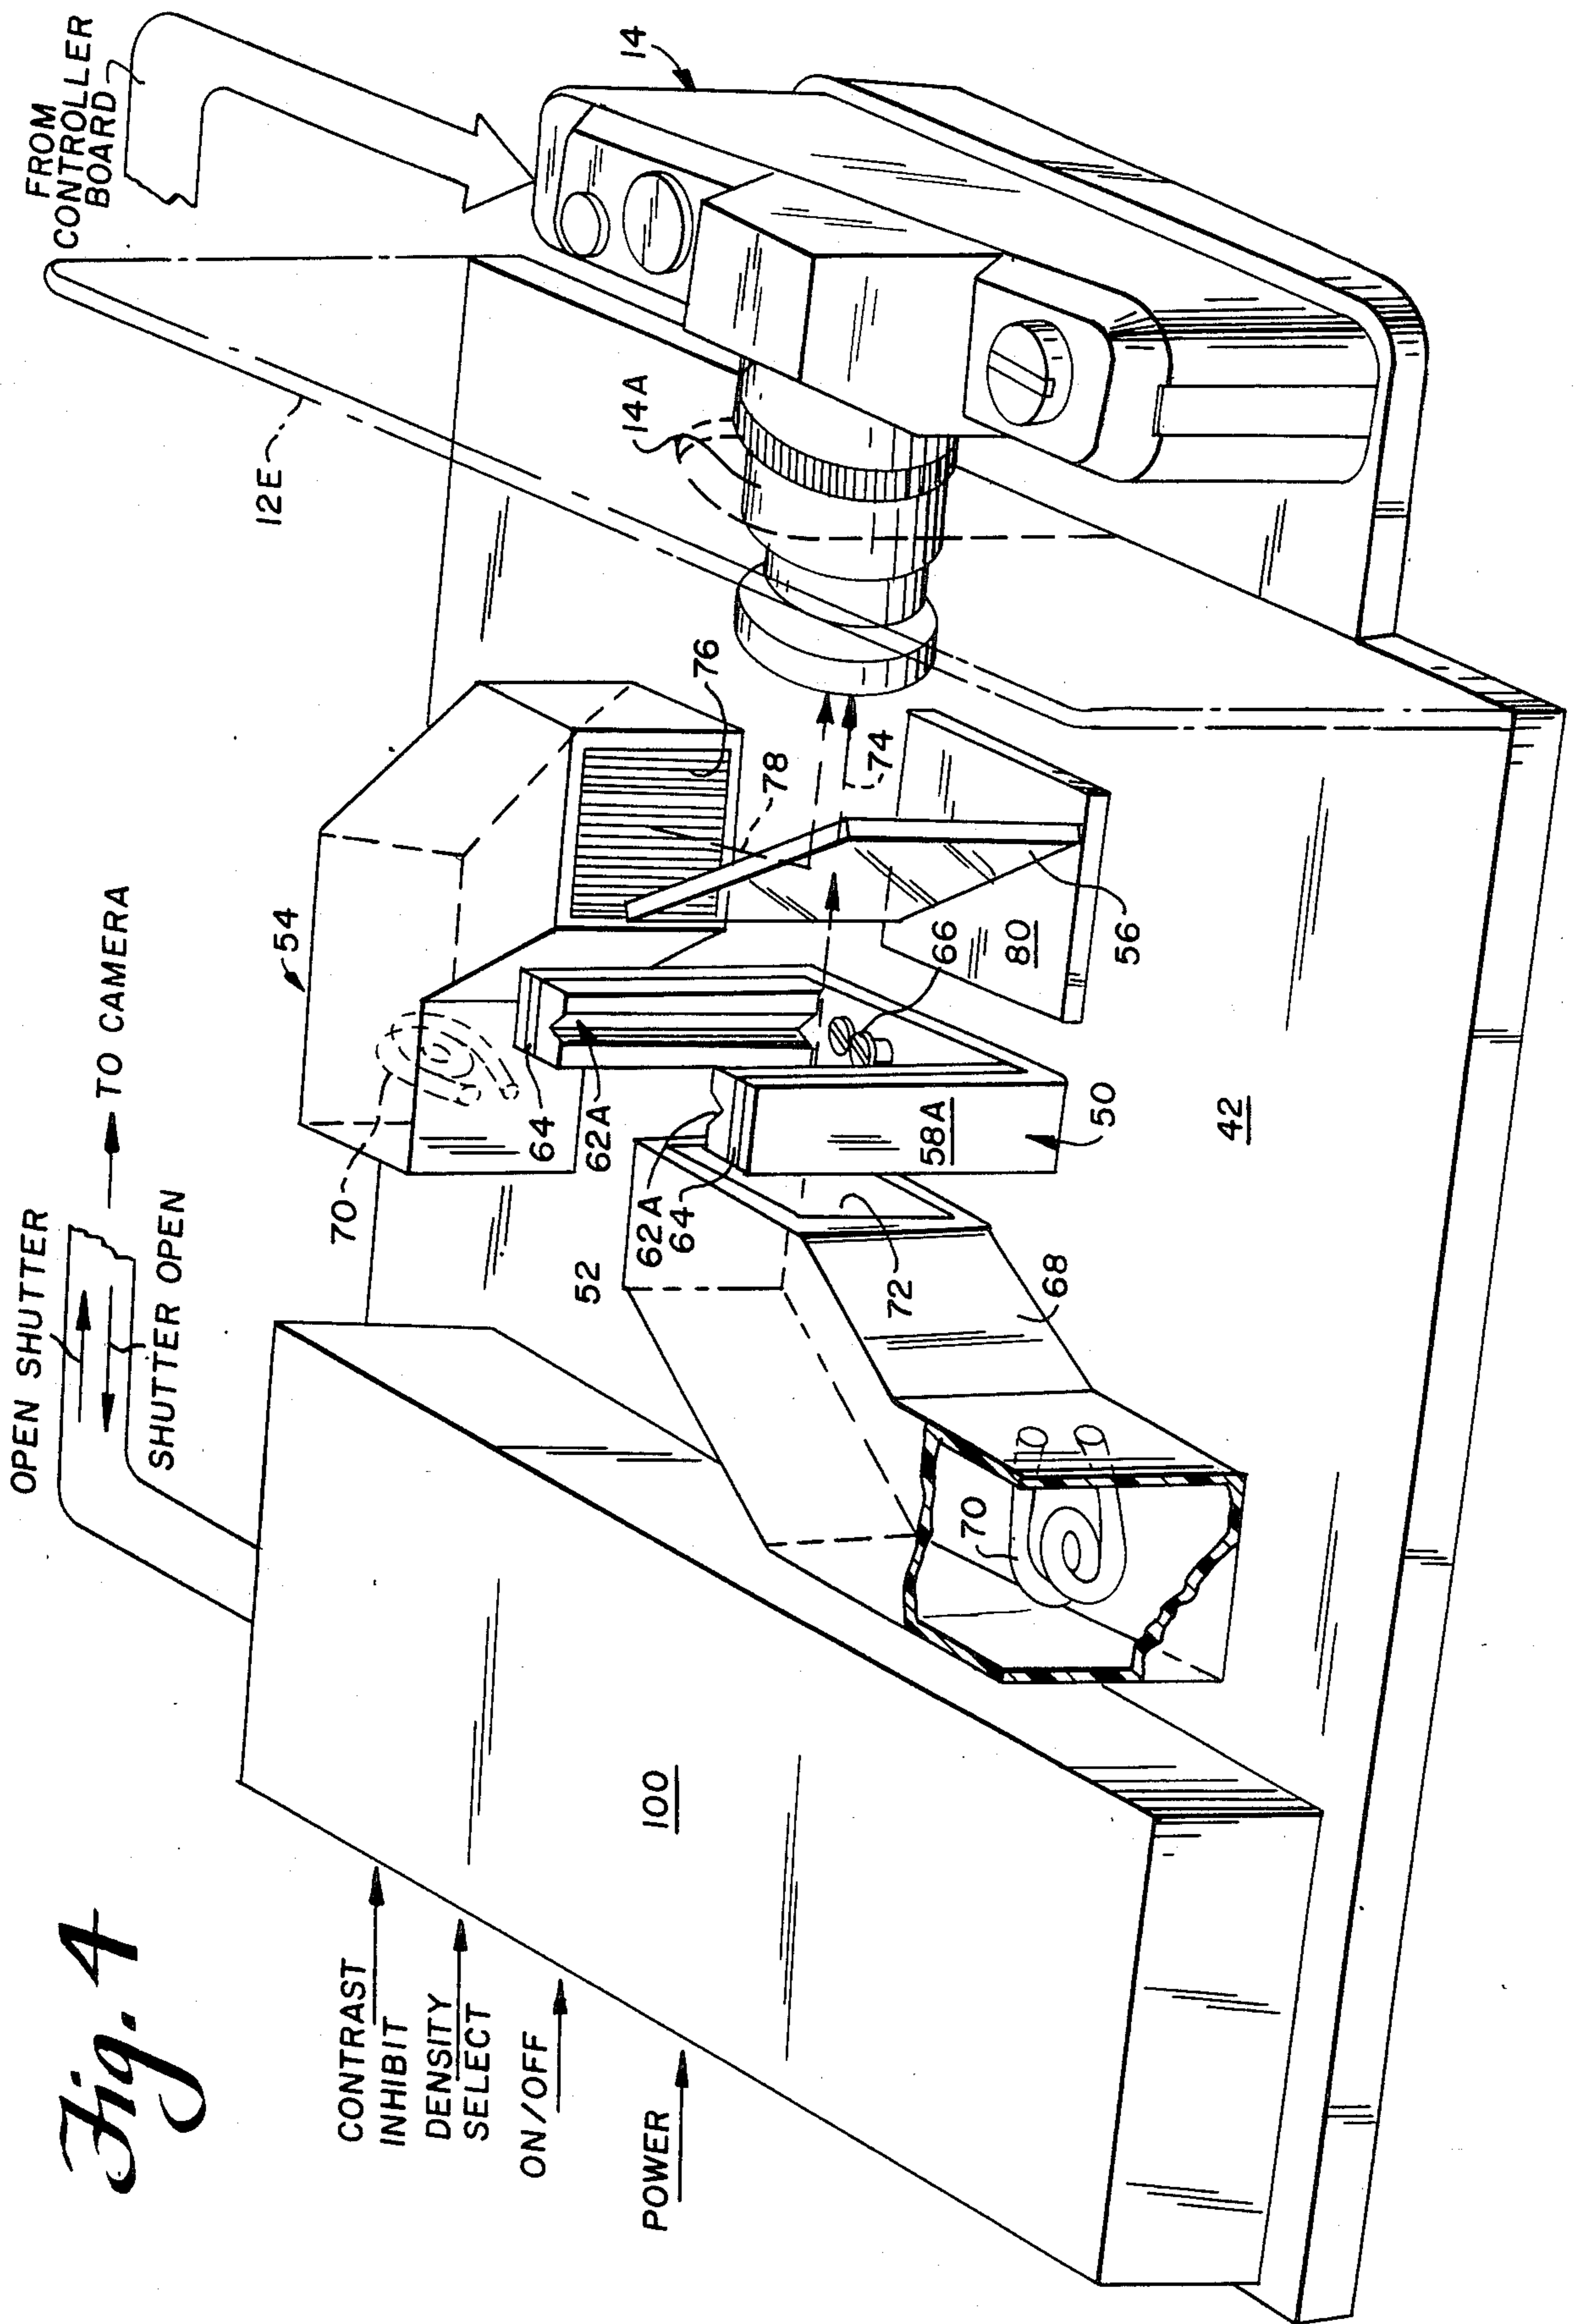 Fig. 4
OPEN SHUTTER
TO CAMERA
SHUTTER OPEN
FROM
CONTROLLER
BOARD
CONTRAST
INHIBIT
DENSITY
SELECT
ON/OFF
POWER
100
70
54
12E
14
14A
52
62A
64
64
62A
76
78
74
72
58A
66
80
56
50
68
70
42